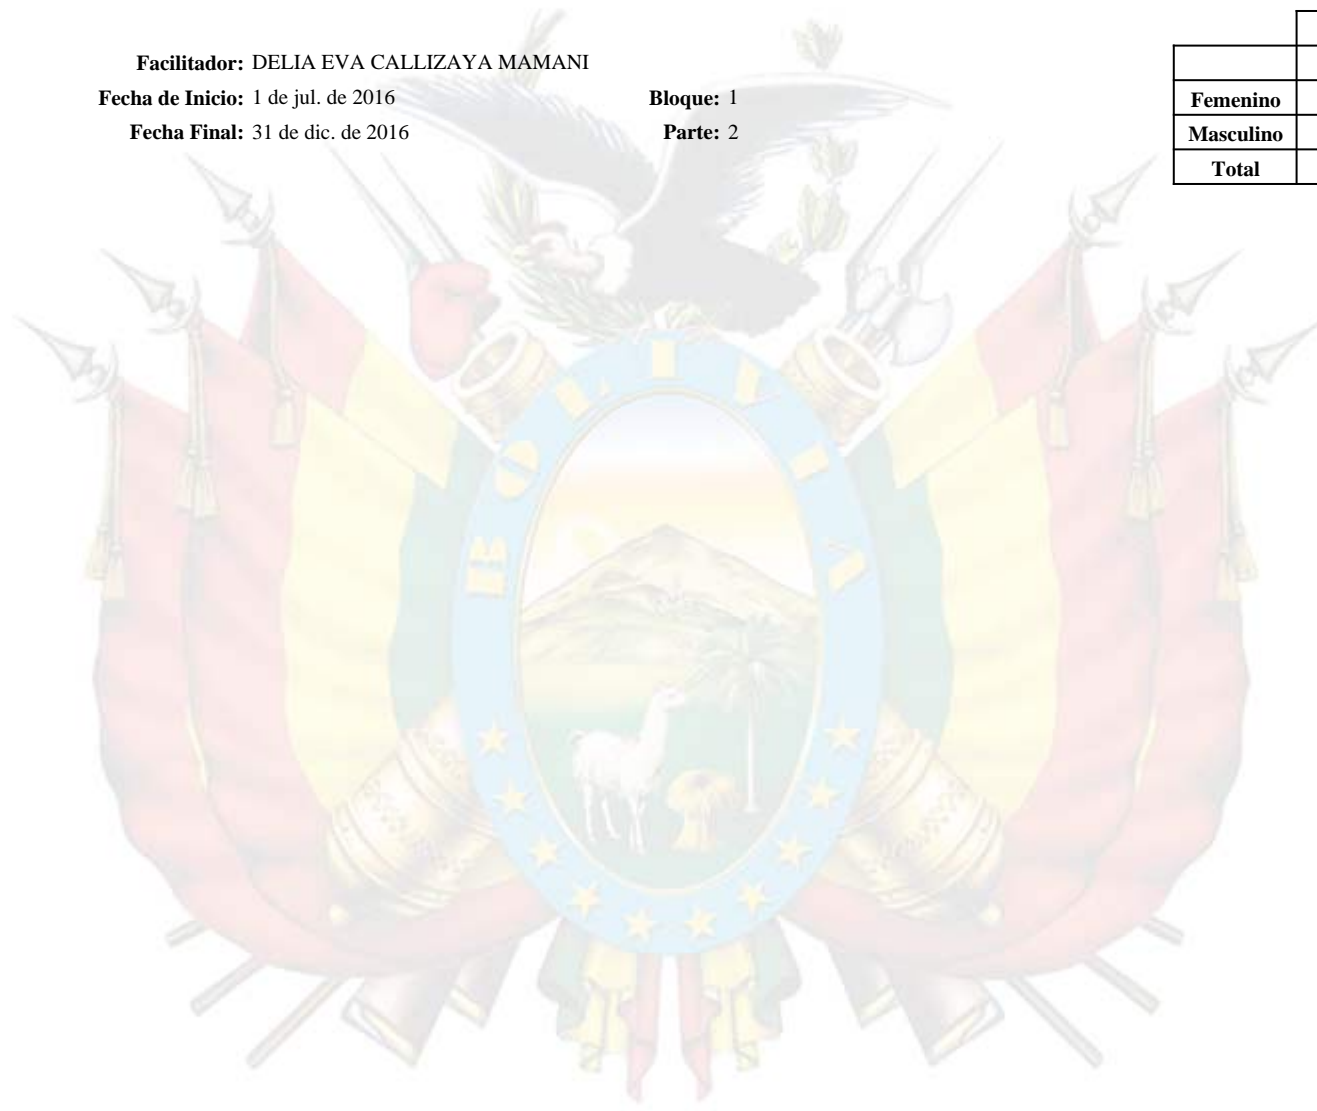 Facilitador: DELIA EVA CALLIZAYA MAMANI
Fecha de Inicio: 1 de jul. de 2016 Bloque: 1
Fecha Final: 31 de dic. de 2016 Parte: 2
Femenino
Masculino
Total
BOLIVIA